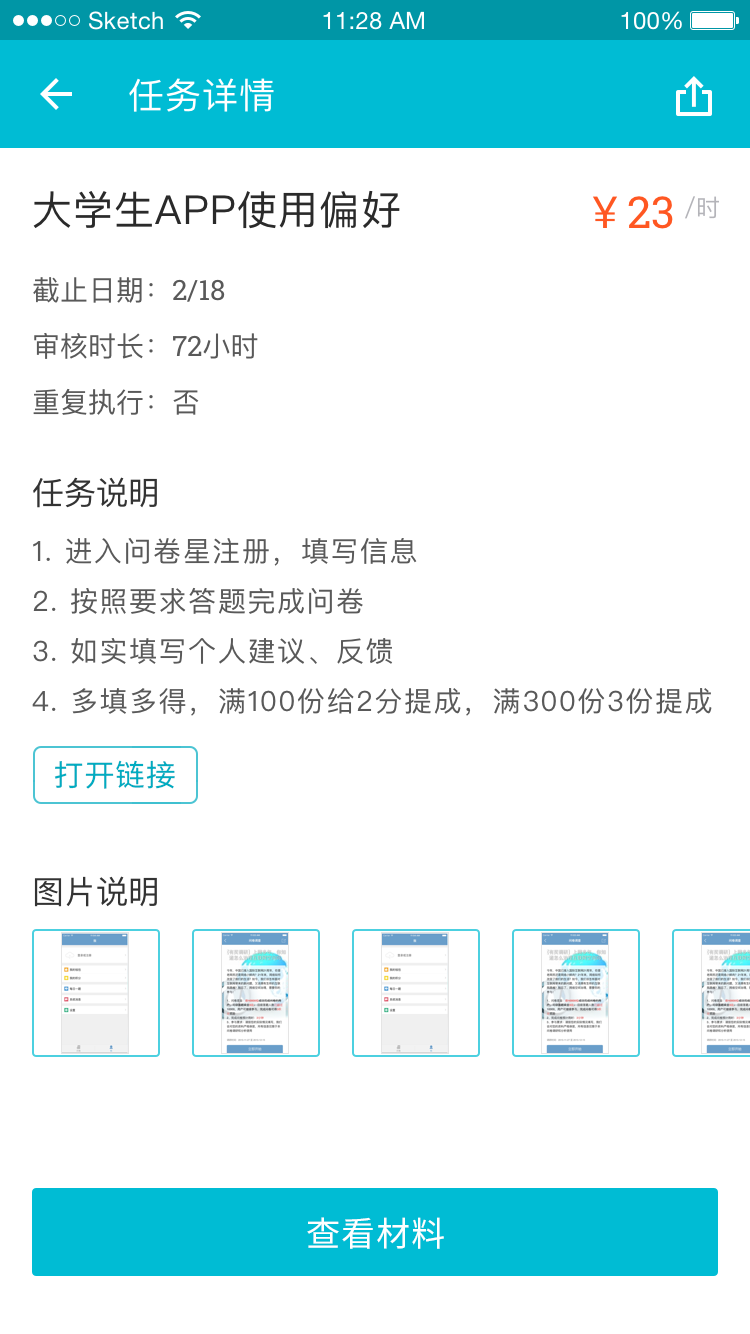 Sketch 11:28 AM 100%
任务详情
大学生APP使用偏好 ¥ 23 /时
截止日期：2/18
审核时长：72小时
重复执行：否
任务说明
1. 进入问卷星注册，填写信息
2. 按照要求答题完成问卷
3. 如实填写个人建议、反馈
4. 多填多得，满100份给2分提成，满300份3份提成
打开链接
图片说明
查看材料